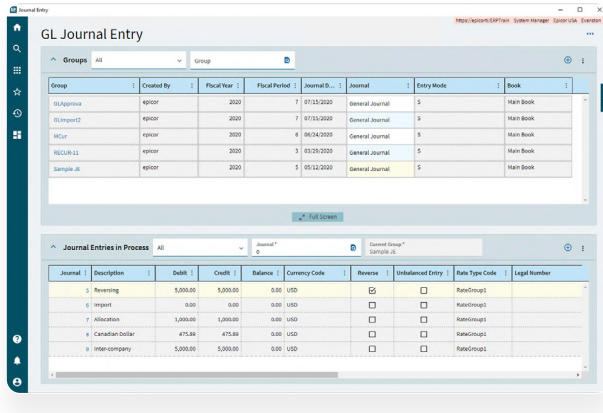 Journal Entry
https://epicorti/ERPTrain System Manager Epicor USA Evanston
GL Journal Entry
Groups All Group
Group Created By Fiscal Year Fiscal Period Journal D... Journal Entry Mode Book
GLApprova epicor 2020 7 07/15/2020 General Journal S Main Book
GLImport2 epicor 2020 7 07/15/2020 General Journal S Main Book
MCur epicor 2020 6 06/24/2020 General Journal S Main Book
RECUR-11 epicor 2020 3 03/29/2020 General Journal S Main Book
Sample JE epicor 2020 5 05/12/2020 General Journal S Main Book
Full Screen
Journal Entries in Process All Journal* 0 Current Group* Sample JE
Journal Description Debit Credit Balance Currency Code Reverse Unbalanced Entry Rate Type Code Legal Number
5 Reversing 5,000.00 5,000.00 0.00 USD RateGroup1
6 Import 0.00 0.00 0.00 USD RateGroup1
7 Allocation 1,000.00 1,000.00 0.00 USD RateGroup1
8 Canadian Dollar 475.89 475.89 0.00 USD RateGroup1
9 Inter-company 5,000.00 5,000.00 0.00 USD RateGroup1